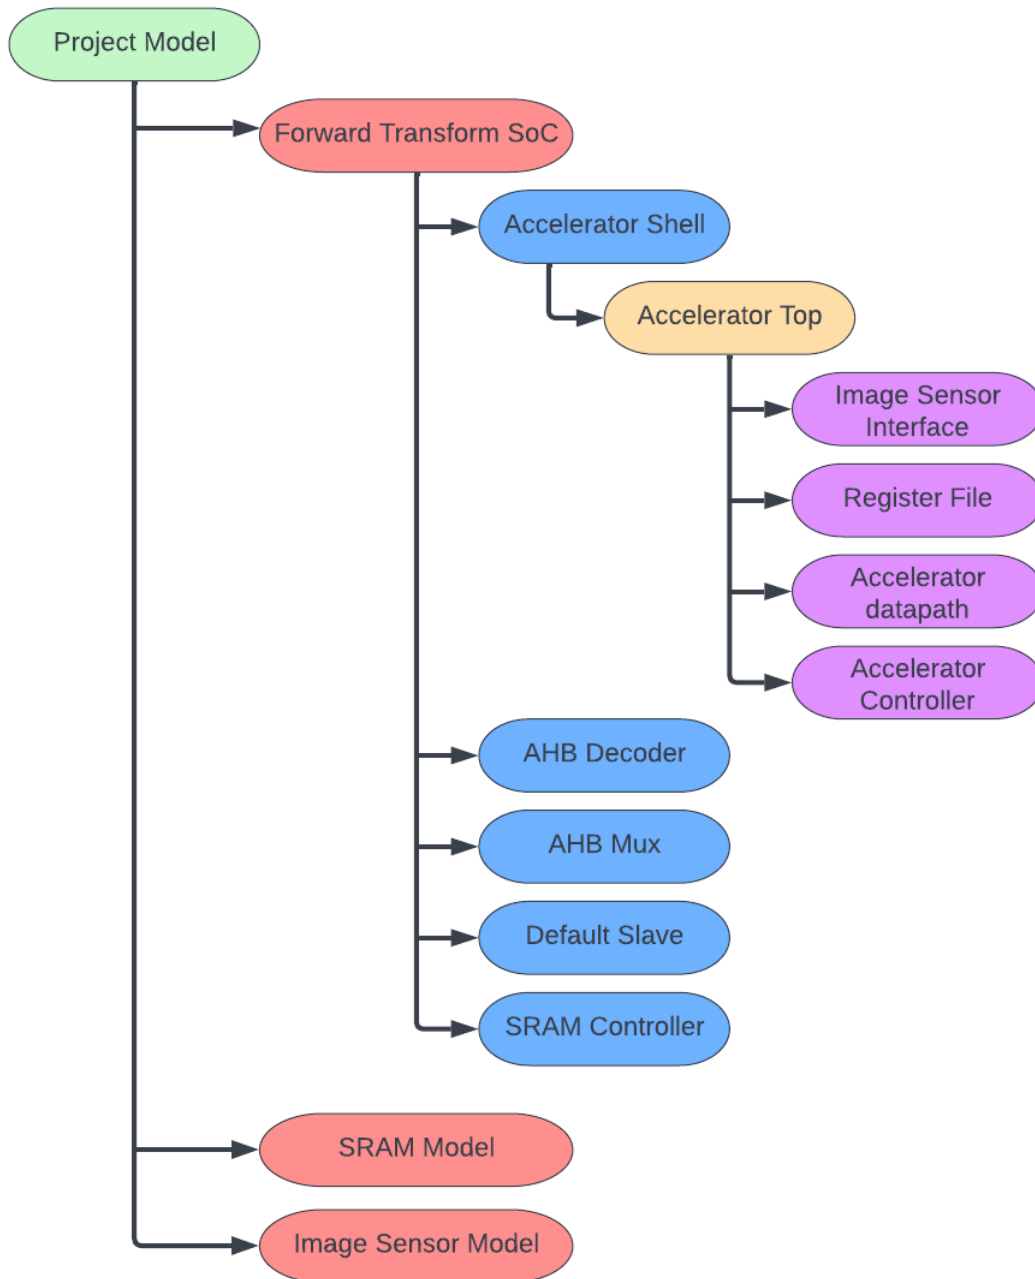 Project Model
Forward Transform SoC
Accelerator Shell
Accelerator Top
Image Sensor
Interface
Register File
Accelerator
datapath
Accelerator
Controller
AHB Decoder
AHB Mux
Default Slave
SRAM Controller
SRAM Model
Image Sensor Model